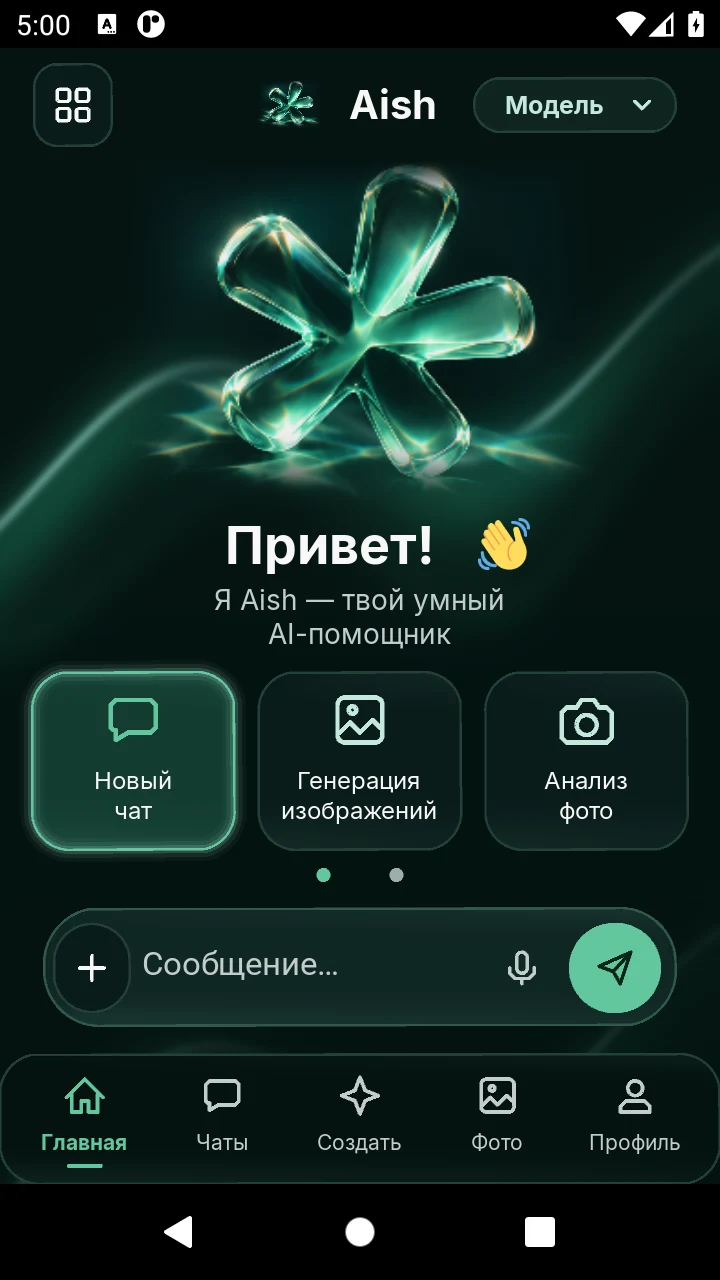 5:00
Aish
Модель
Привет! 👋
Я Aish — твой умный
AI-помощник
Новый
чат
Генерация
изображений
Анализ
фото
Сообщение...
Главная
Чаты
Создать
Фото
Профиль